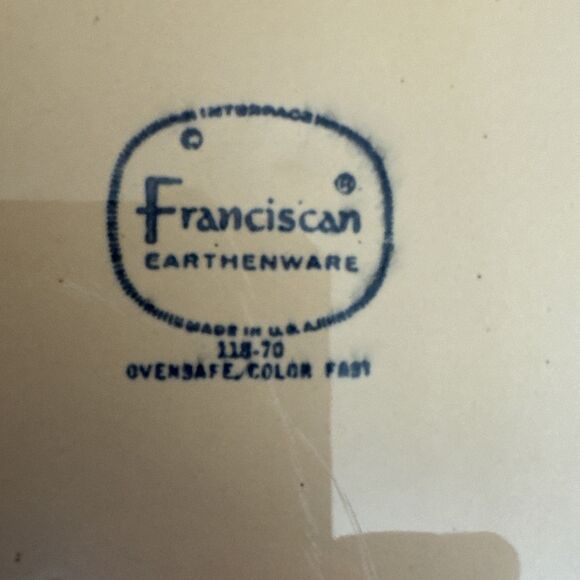 INTERPACE
©
®
Franciscan
EARTHENWARE
MADE IN U.S.A.
118-70
OVENSAFE, COLOR FAST